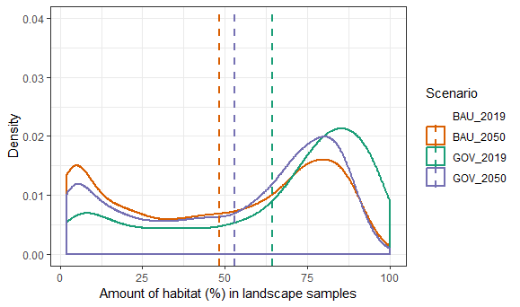 0.04
0.03
0.02
0.01
0.00
Density
0
25
50
75
100
Amount of habitat (%) in landscape samples
Scenario
BAU_2019
BAU_2050
GOV_2019
GOV_2050